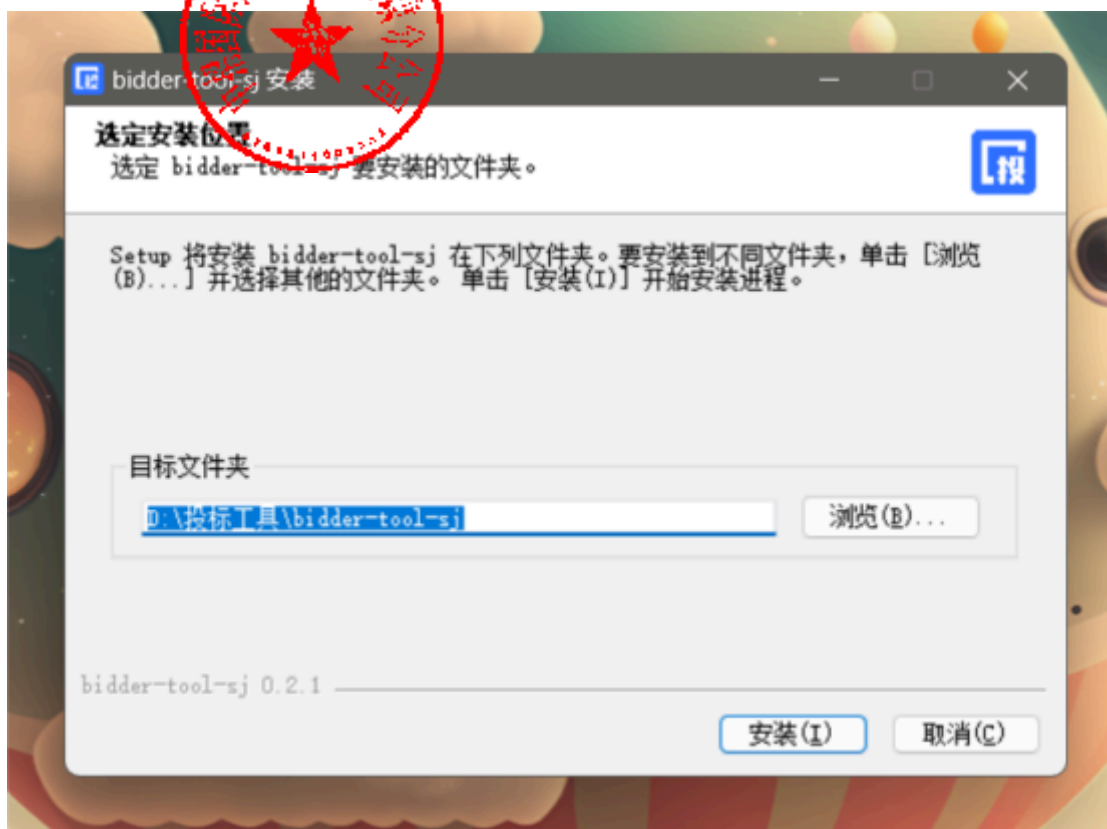 bidder-tool-sj 安装
选定安装位置
选定 bidder-tool-sj 要安装的文件夹。
投
Setup 将安装 bidder-tool-sj 在下列文件夹。要安装到不同文件夹，单击 [浏览
(B)...] 并选择其他的文件夹。 单击 [安装(I)] 开始安装进程。
目标文件夹
D:\投标工具\bidder-tool-sj
浏览(B)...
bidder-tool-sj 0.2.1
安装(I)
取消(C)